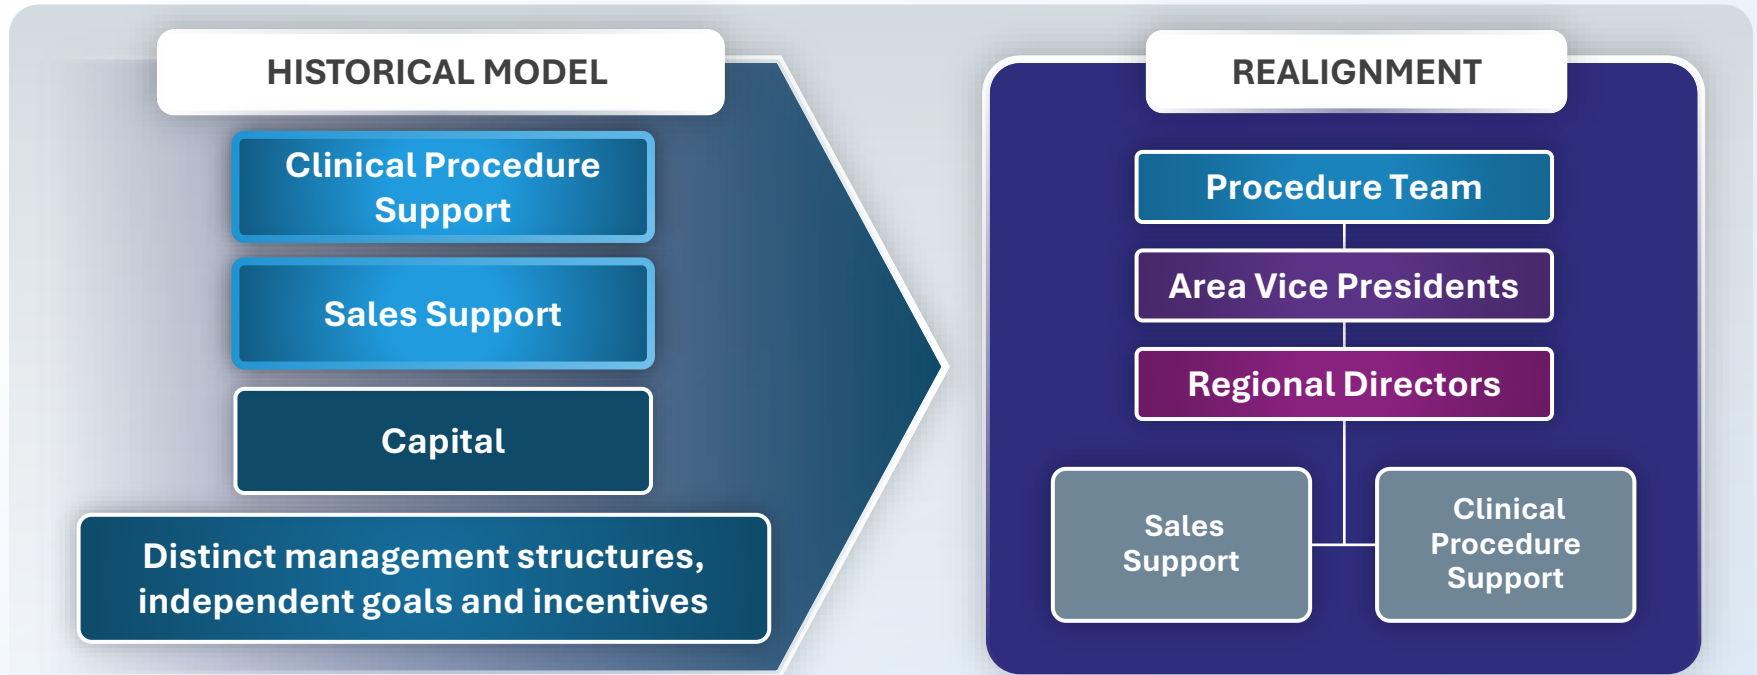 HISTORICAL MODEL
Clinical Procedure
Support
Sales Support
Capital
Distinct management structures,
independent goals and incentives
REALIGNMENT
Procedure Team
Area Vice Presidents
Regional Directors
Sales
Support
Clinical
Procedure
Support